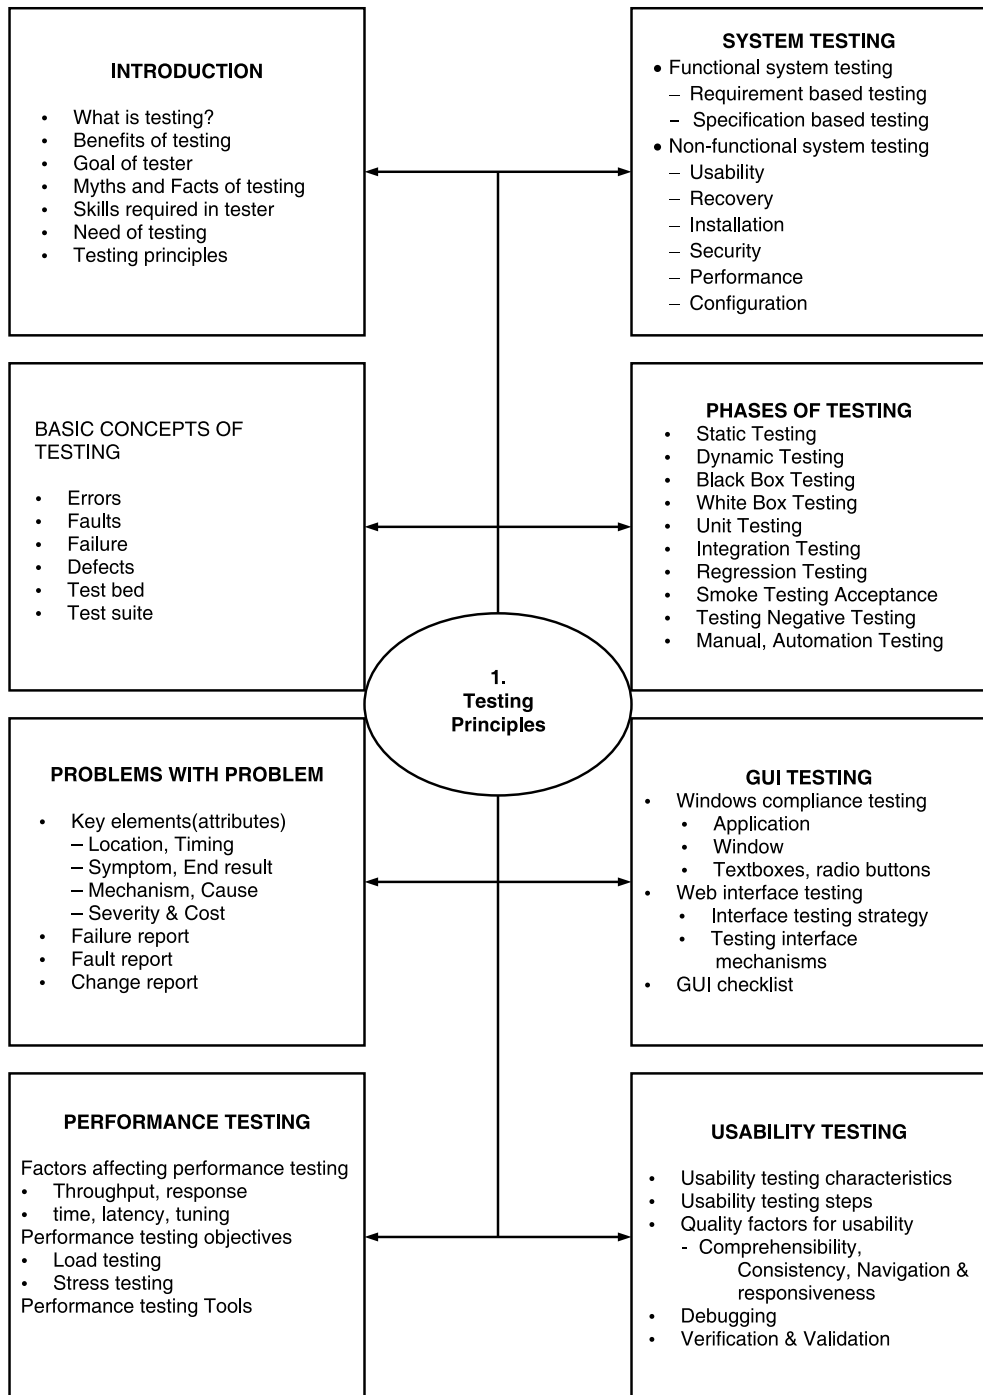 INTRODUCTION
• What is testing?
• Benefits of testing
• Goal of tester
• Myths and Facts of testing
• Skills required in tester
• Need of testing
• Testing principles
SYSTEM TESTING
• Functional system testing
– Requirement based testing
– Specification based testing
• Non-functional system testing
– Usability
– Recovery
– Installation
– Security
– Performance
– Configuration
BASIC CONCEPTS OF
TESTING
• Errors
• Faults
• Failure
• Defects
• Test bed
• Test suite
PHASES OF TESTING
• Static Testing
• Dynamic Testing
• Black Box Testing
• White Box Testing
• Unit Testing
• Integration Testing
• Regression Testing
• Smoke Testing Acceptance
• Testing Negative Testing
• Manual, Automation Testing
1.
Testing
Principles
PROBLEMS WITH PROBLEM
• Key elements(attributes)
– Location, Timing
– Symptom, End result
– Mechanism, Cause
– Severity & Cost
• Failure report
• Fault report
• Change report
GUI TESTING
• Windows compliance testing
• Application
• Window
• Textboxes, radio buttons
• Web interface testing
• Interface testing strategy
• Testing interface
mechanisms
• GUI checklist
PERFORMANCE TESTING
Factors affecting performance testing
• Throughput, response
• time, latency, tuning
Performance testing objectives
• Load testing
• Stress testing
Performance testing Tools
USABILITY TESTING
• Usability testing characteristics
• Usability testing steps
• Quality factors for usability
- Comprehensibility,
Consistency, Navigation &
responsiveness
• Debugging
• Verification & Validation